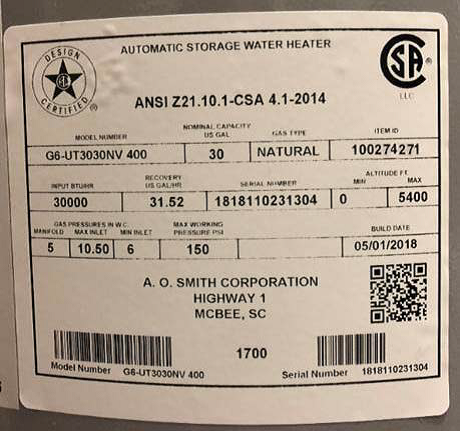 DESIGN
CERTIFIED
AUTOMATIC STORAGE WATER HEATER
CSA
®
ANSI Z21.10.1-CSA 4.1-2014
LLC
MODEL NUMBER NOMINAL CAPACITY US GAL GAS TYPE ITEM ID
G6-UT3030NV 400 30 NATURAL 100274271
INPUT BTU/HR RECOVERY US GAL/HR SERIAL NUMBER ALTITUDE FT MIN MAX
30000 31.52 1818110231304 0 5400
GAS PRESSURES IN W.C. MAX WORKING PRESSURE PSI BUILD DATE
MANIFOLD MAX INLET MIN INLET
5 10.50 6 150 05/01/2018
A. O. SMITH CORPORATION
HIGHWAY 1
MCBEE, SC
1700
Model Number G6-UT3030NV 400 Serial Number 1818110231304